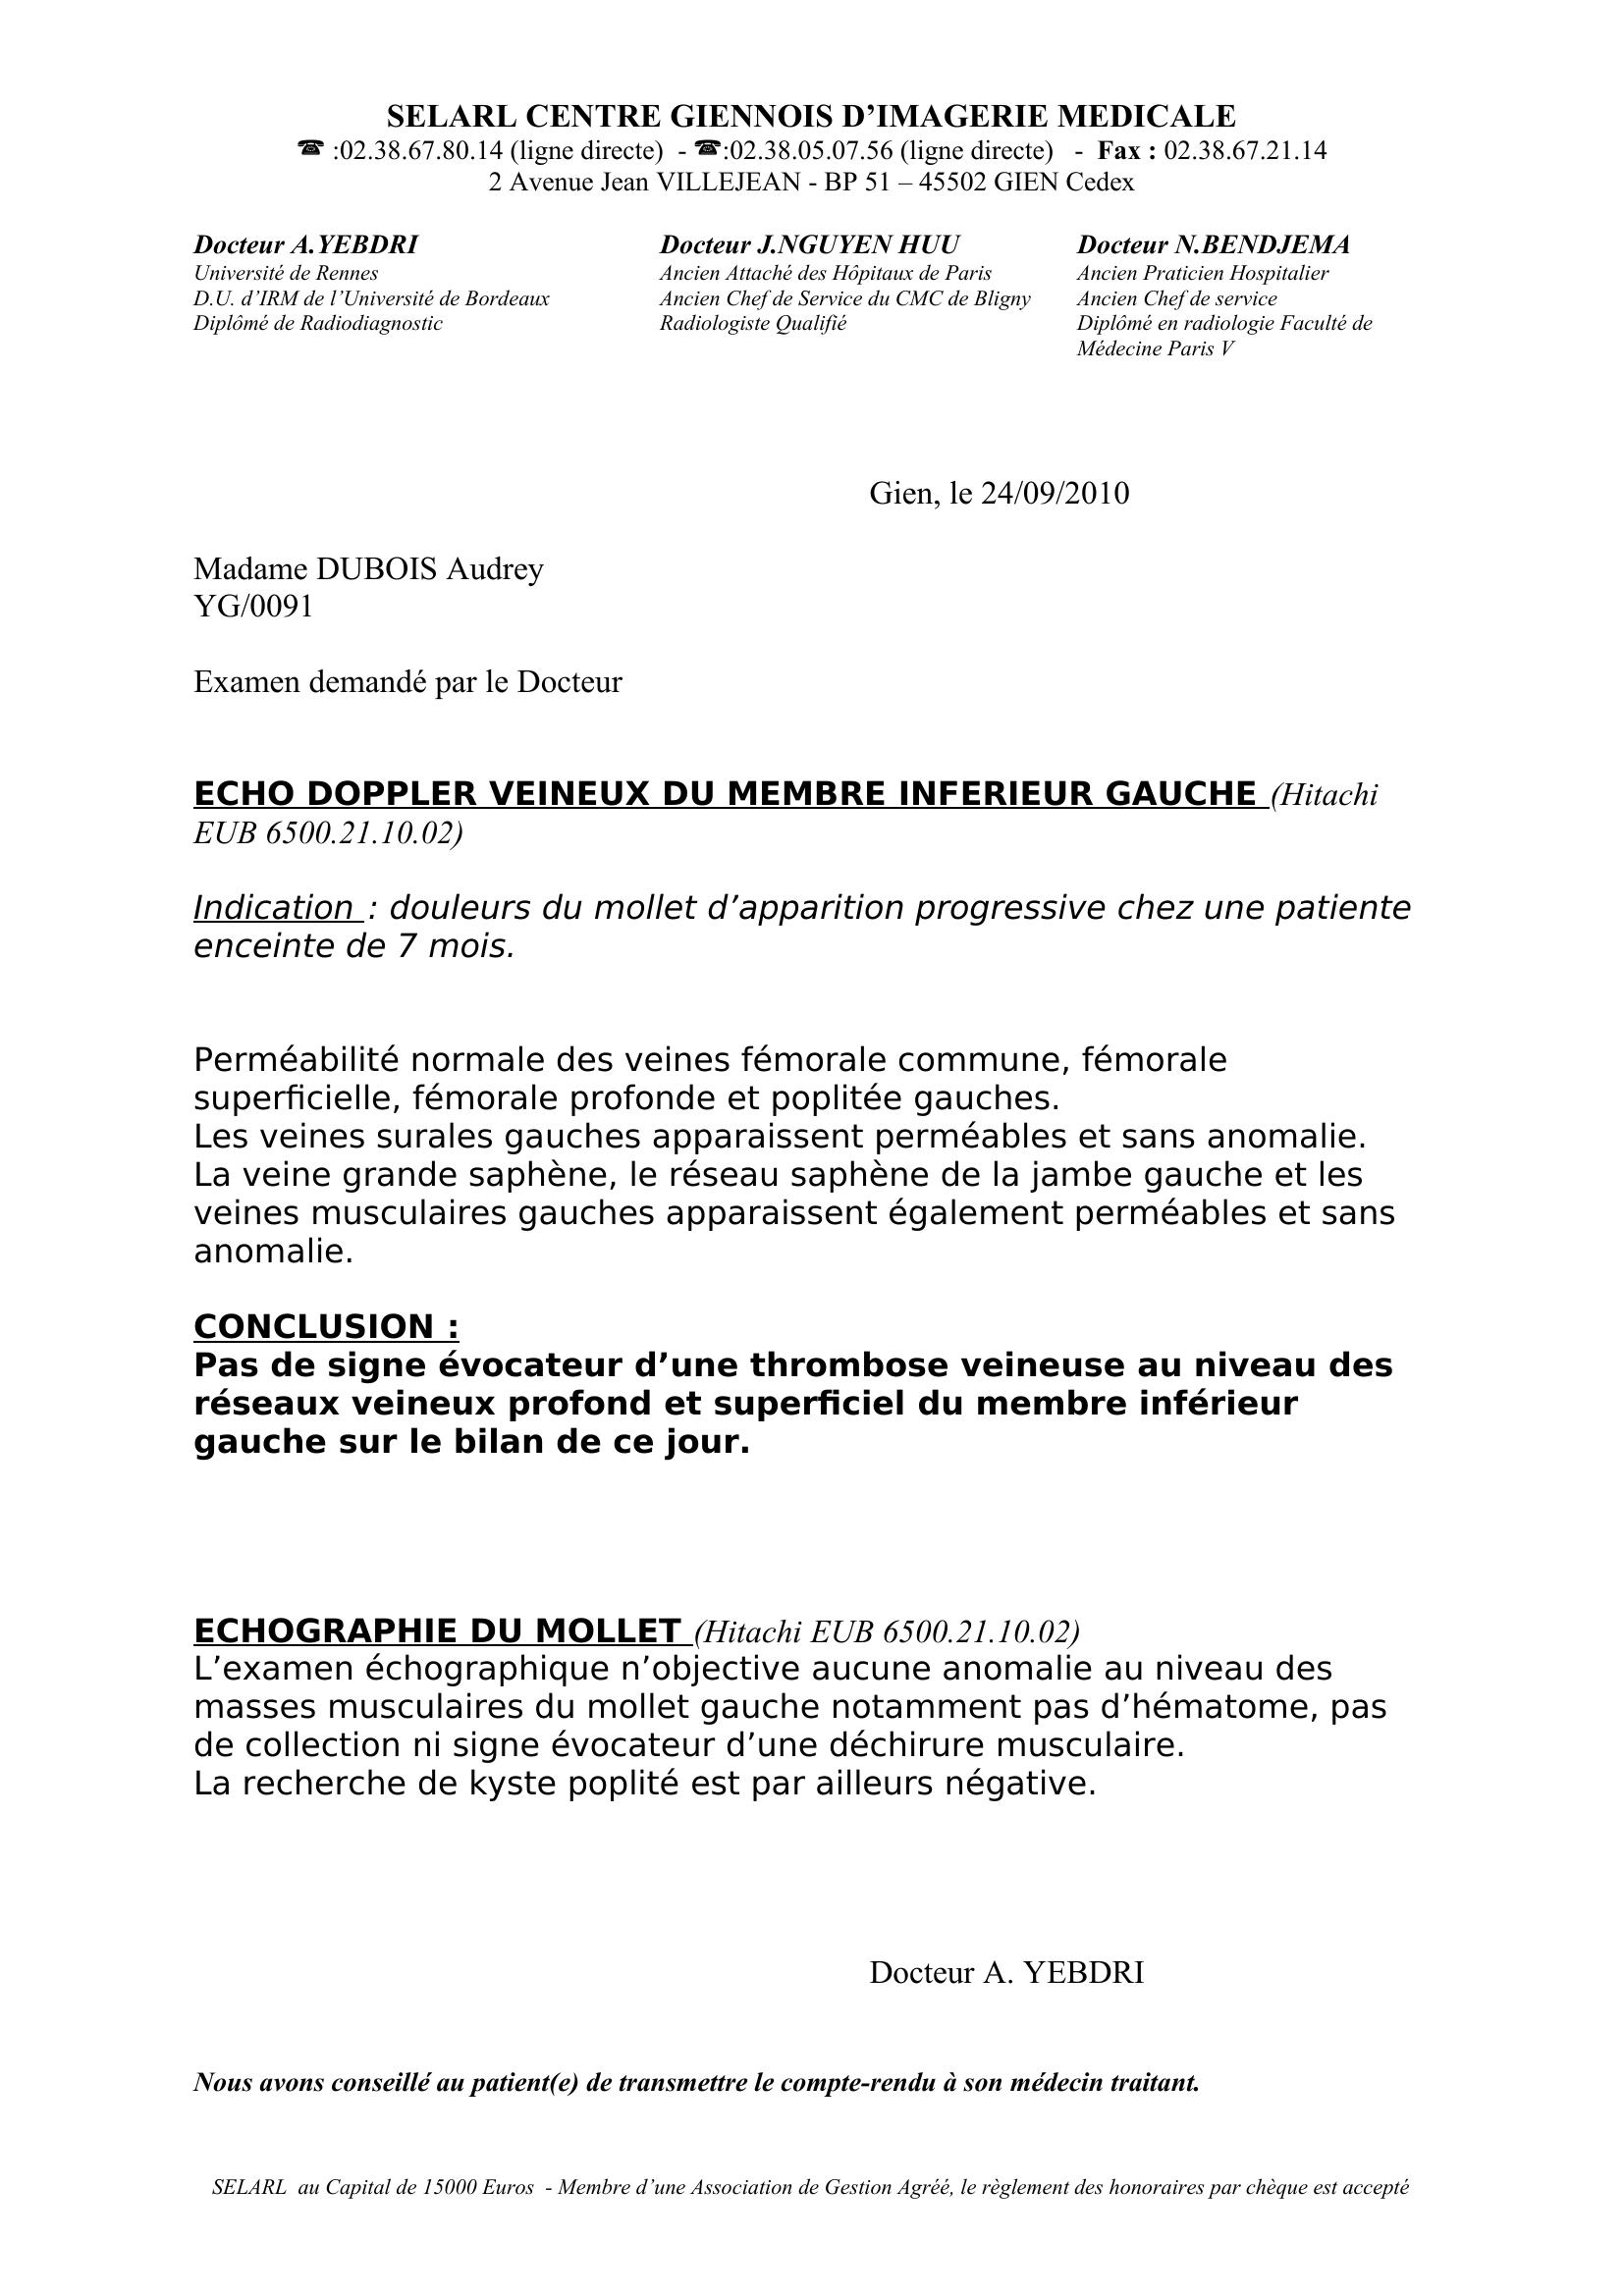 SELARL CENTRE GIENNOIS D’IMAGERIE MEDICALE
☎ :02.38.67.80.14 (ligne directe) - ☎:02.38.05.07.56 (ligne directe) - Fax : 02.38.67.21.14
2 Avenue Jean VILLEJEAN - BP 51 – 45502 GIEN Cedex
Docteur A.YEBDRI
Université de Rennes
D.U. d’IRM de l’Université de Bordeaux
Diplômé de Radiodiagnostic
Docteur J.NGUYEN HUU
Ancien Attaché des Hôpitaux de Paris
Ancien Chef de Service du CMC de Bligny
Radiologiste Qualifié
Docteur N.BENDJEMA
Ancien Praticien Hospitalier
Ancien Chef de service
Diplômé en radiologie Faculté de
Médecine Paris V
Gien, le 24/09/2010
Madame DUBOIS Audrey
YG/0091
Examen demandé par le Docteur
ECHO DOPPLER VEINEUX DU MEMBRE INFERIEUR GAUCHE (Hitachi
EUB 6500.21.10.02)
Indication : douleurs du mollet d’apparition progressive chez une patiente
enceinte de 7 mois.
Perméabilité normale des veines fémorale commune, fémorale
superficielle, fémorale profonde et poplitée gauches.
Les veines surales gauches apparaissent perméables et sans anomalie.
La veine grande saphène, le réseau saphène de la jambe gauche et les
veines musculaires gauches apparaissent également perméables et sans
anomalie.
CONCLUSION :
Pas de signe évocateur d’une thrombose veineuse au niveau des
réseaux veineux profond et superficiel du membre inférieur
gauche sur le bilan de ce jour.
ECHOGRAPHIE DU MOLLET (Hitachi EUB 6500.21.10.02)
L’examen échographique n’objective aucune anomalie au niveau des
masses musculaires du mollet gauche notamment pas d’hématome, pas
de collection ni signe évocateur d’une déchirure musculaire.
La recherche de kyste poplité est par ailleurs négative.
Docteur A. YEBDRI
Nous avons conseillé au patient(e) de transmettre le compte-rendu à son médecin traitant.
SELARL au Capital de 15000 Euros - Membre d’une Association de Gestion Agréé, le règlement des honoraires par chèque est accepté